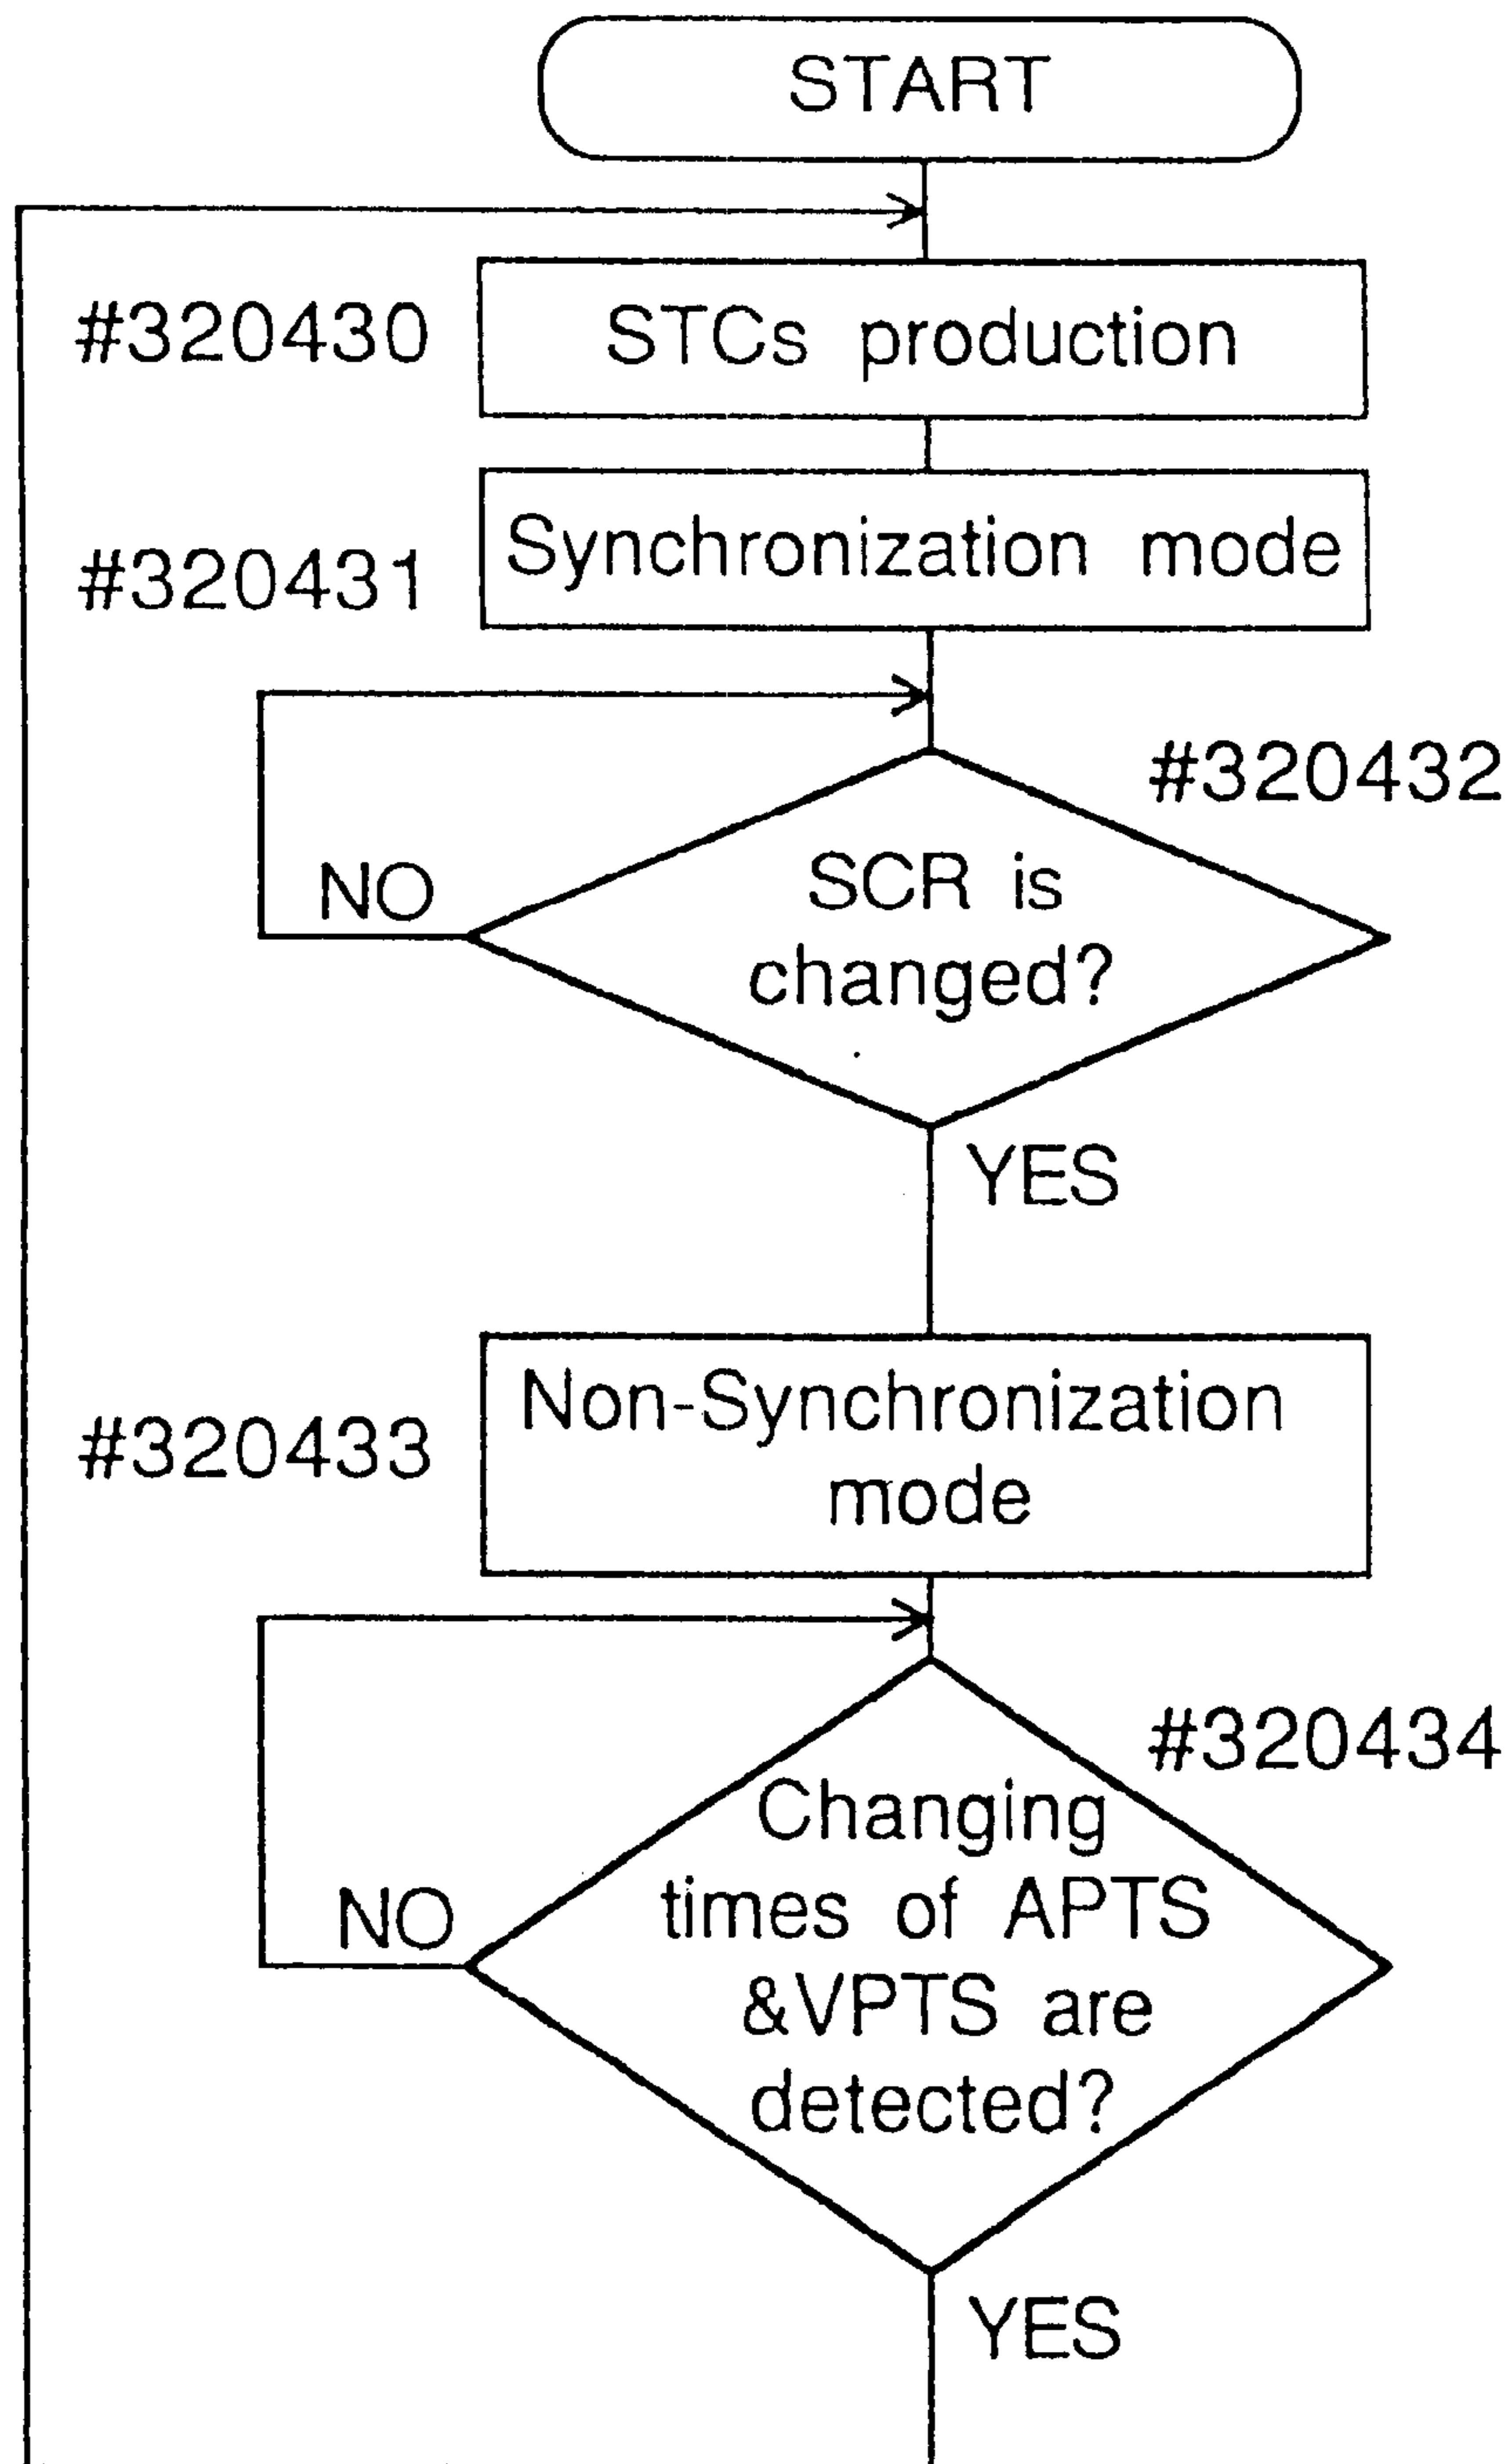 START
#320430
STCs production
#320431
Synchronization mode
#320432
NO
SCR is
changed?
YES
#320433
Non-Synchronization
mode
#320434
Changing
times of APTS
&VPTS are
detected?
NO
YES